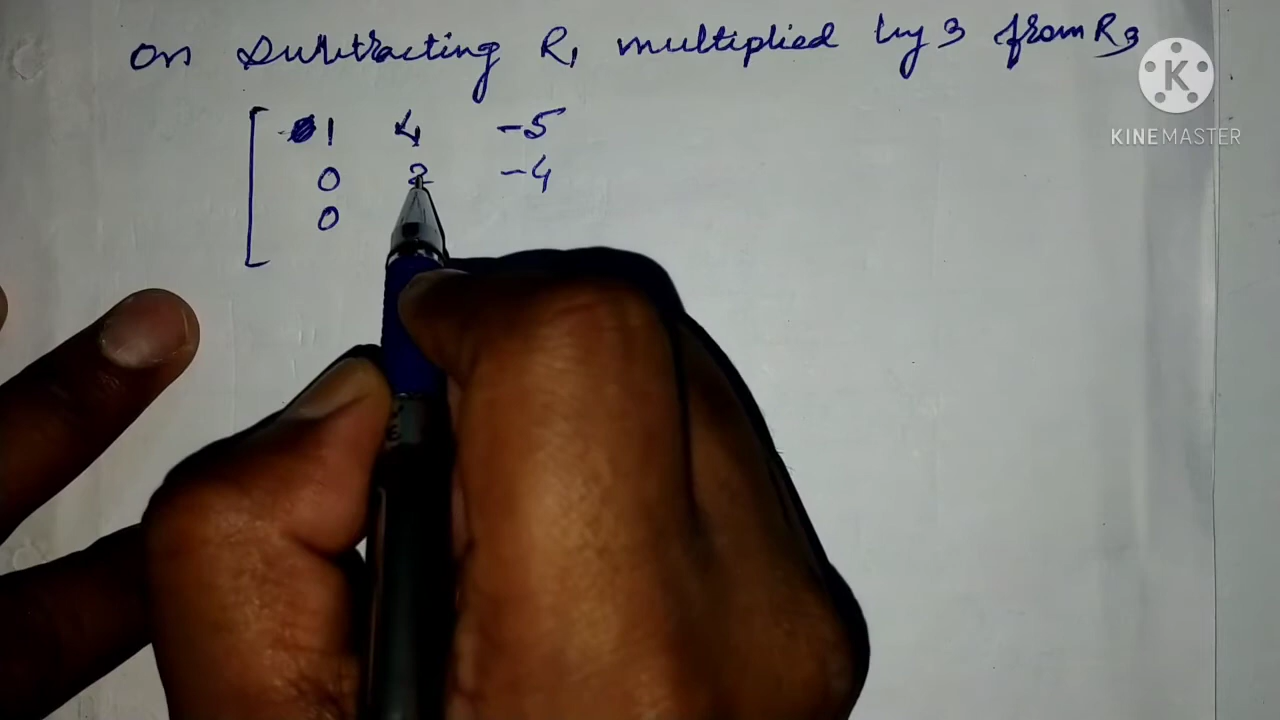 on subtracting R1 multiplied by 3 from R3
K
KINEMASTER
1 4 -5
0 2 -4
0